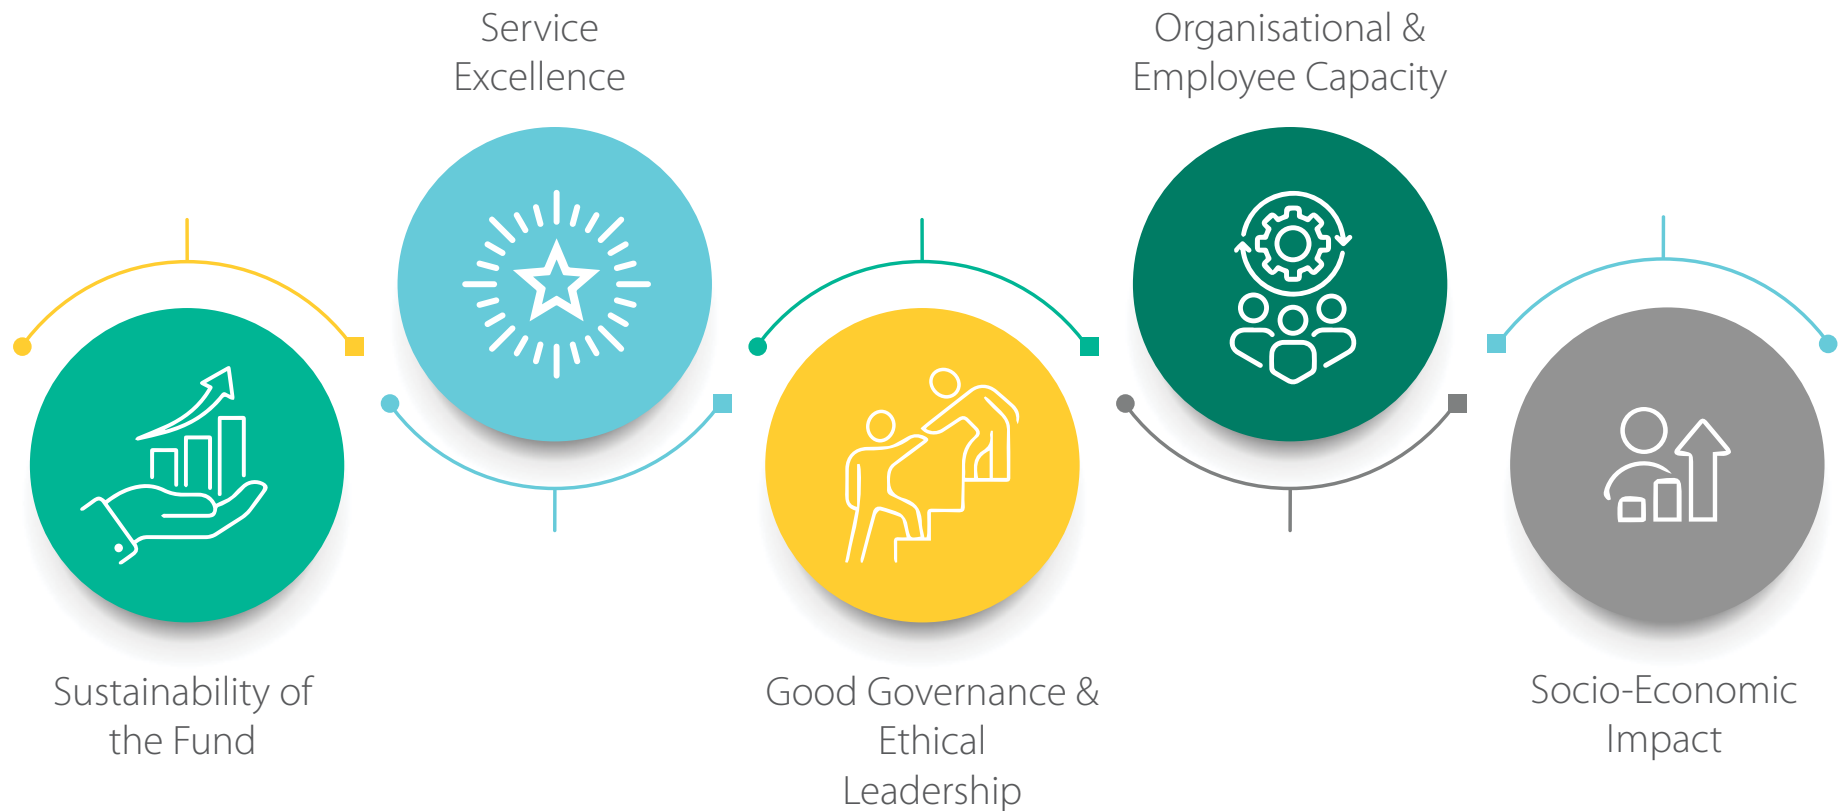 Service
Excellence
Organisational &
Employee Capacity
Sustainability of
the Fund
Good Governance &
Ethical
Leadership
Socio-Economic
Impact